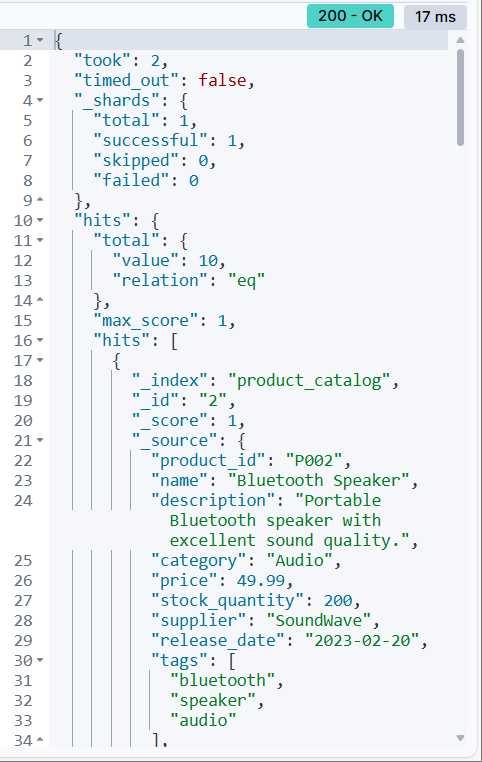 200 - OK 17 ms
1 {
2 "took": 2,
3 "timed_out": false,
4 "_shards": {
5 "total": 1,
6 "successful": 1,
7 "skipped": 0,
8 "failed": 0
9 },
10 "hits": {
11 "total": {
12 "value": 10,
13 "relation": "eq"
14 },
15 "max_score": 1,
16 "hits": [
17 {
18 "_index": "product_catalog",
19 "_id": "2",
20 "_score": 1,
21 "_source": {
22 "product_id": "P002",
23 "name": "Bluetooth Speaker",
24 "description": "Portable
Bluetooth speaker with
excellent sound quality.",
25 "category": "Audio",
26 "price": 49.99,
27 "stock_quantity": 200,
28 "supplier": "SoundWave",
29 "release_date": "2023-02-20",
30 "tags": [
31 "bluetooth",
32 "speaker",
33 "audio"
34 ],